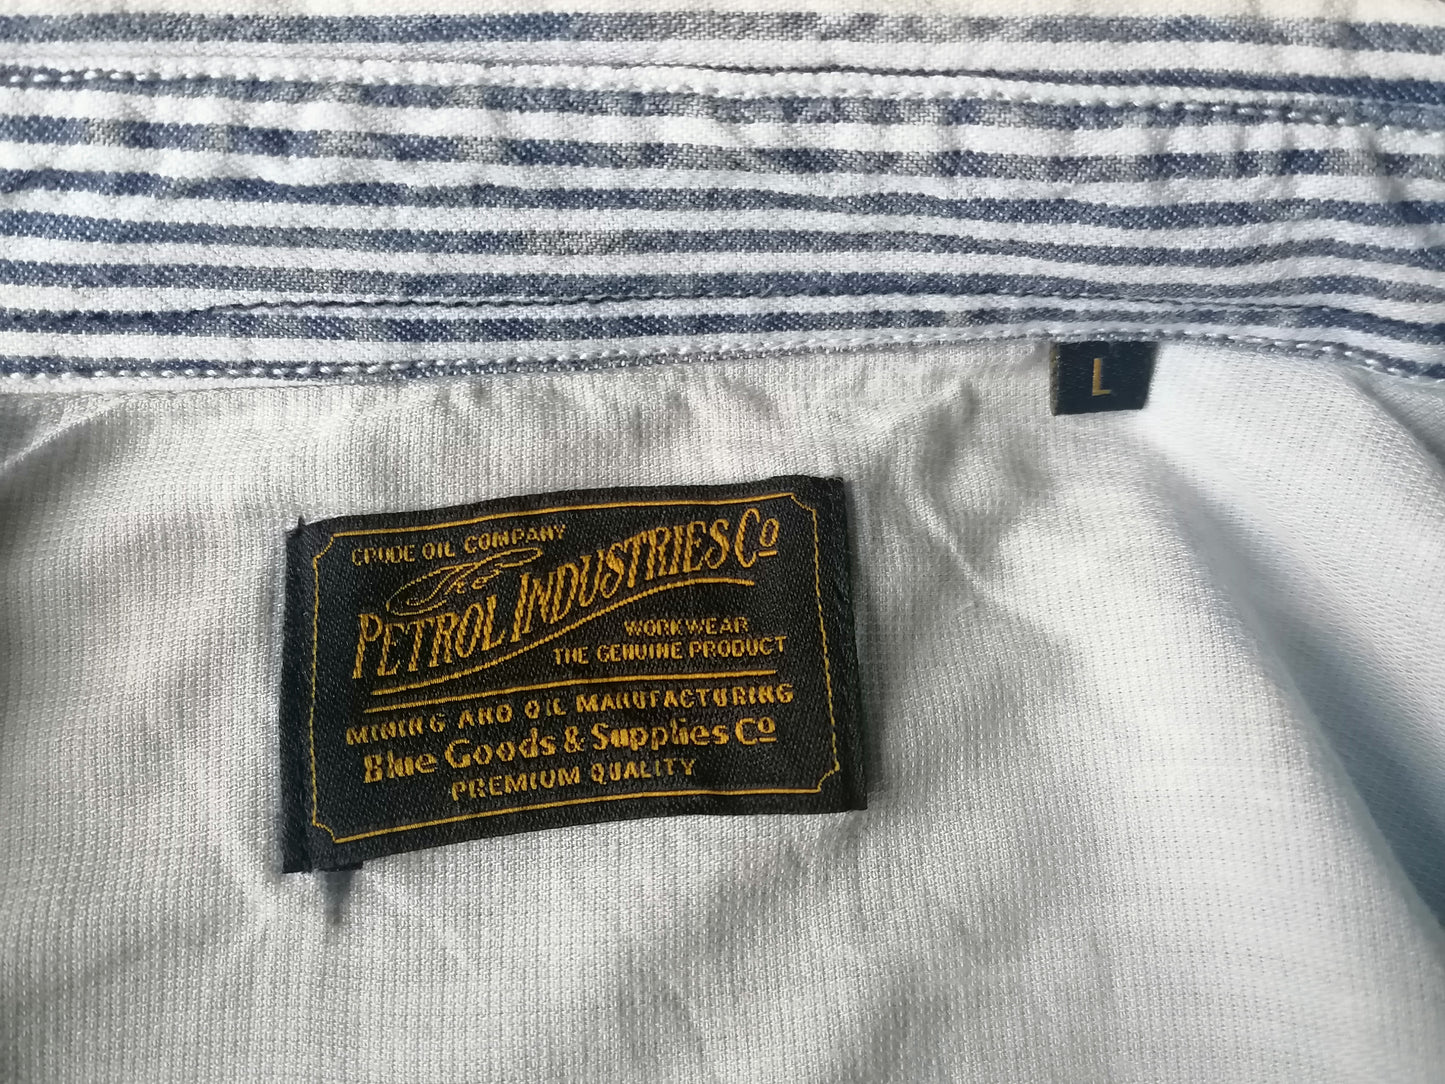 L
CRUDE OIL COMPANY
The
PETROL INDUSTRIES Co
WORKWEAR
THE GENUINE PRODUCT
MINING AND OIL MANUFACTURING
Blue Goods & Supplies Co
PREMIUM QUALITY